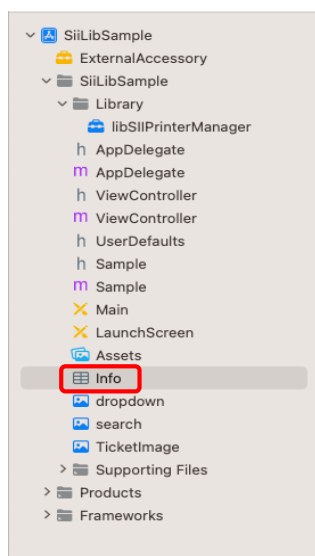 SiiLibSample
ExternalAccessory
SiiLibSample
Library
libSIIPrinterManager
h AppDelegate
m AppDelegate
h ViewController
m ViewController
h UserDefaults
h Sample
m Sample
Main
LaunchScreen
Assets
Info
dropdown
search
TicketImage
Supporting Files
Products
Frameworks